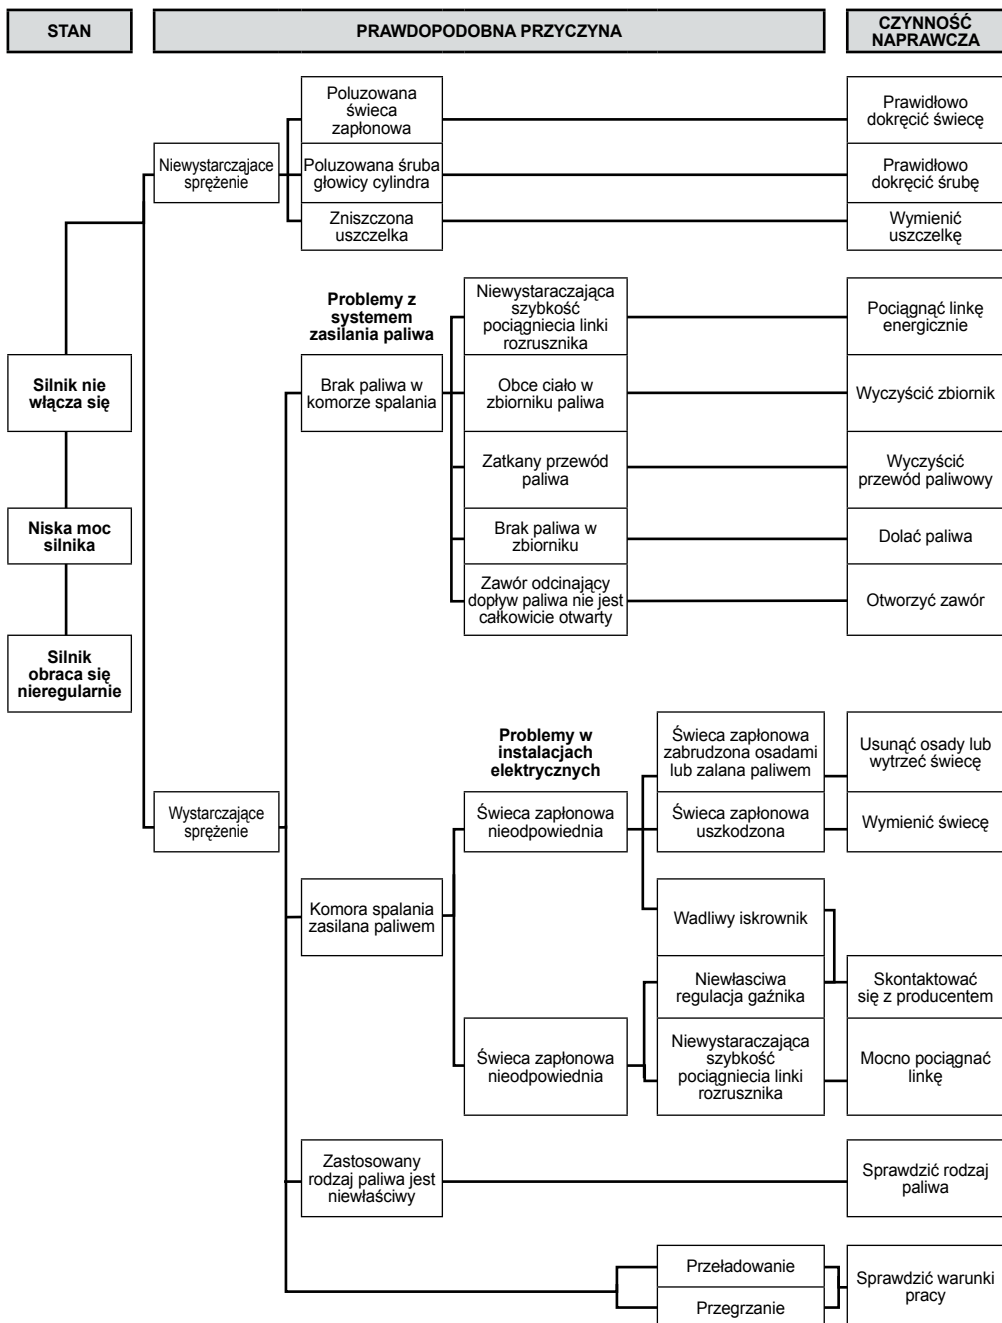 STAN
PRAWDOPODOBNA PRZYCZYNA
CZYNNOŚĆ
NAPRAWCZA
Silnik nie
włącza się
Niska moc
silnika
Silnik
obraca się
nieregularnie
Niewystarczajace
sprężenie
Poluzowana
świeca
zapłonowa
Prawidłowo
dokręcić świecę
Poluzowana śruba
głowicy cylindra
Prawidłowo
dokręcić śrubę
Zniszczona
uszczelka
Wymienić
uszczelkę
Wystarczające
sprężenie
Problemy z
systemem
zasilania paliwa
Brak paliwa w
komorze spalania
Niewystaraczająca
szybkość
pociągniecia linki
rozrusznika
Pociągnąć linkę
energicznie
Obce ciało w
zbiorniku paliwa
Wyczyścić zbiornik
Zatkany przewód
paliwa
Wyczyścić
przewód paliwowy
Brak paliwa w
zbiorniku
Dolać paliwa
Zawór odcinający
dopływ paliwa nie jest
całkowicie otwarty
Otworzyć zawór
Komora spalania
zasilana paliwem
Problemy w
instalacjach
elektrycznych
Świeca zapłonowa
nieodpowiednia
Świeca zapłonowa
zabrudzona osadami
lub zalana paliwem
Usunąć osady lub
wytrzeć świecę
Świeca zapłonowa
uszkodzona
Wymienić świecę
Wadliwy iskrownik
Świeca zapłonowa
nieodpowiednia
Niewłasciwa
regulacja gaźnika
Skontaktować
się z producentem
Niewystaraczająca
szybkość
pociągniecia linki
rozrusznika
Mocno pociągnać
linkę
Zastosowany
rodzaj paliwa jest
niewłaściwy
Sprawdzić rodzaj
paliwa
Przeładowanie
Przegrzanie
Sprawdzić warunki
pracy